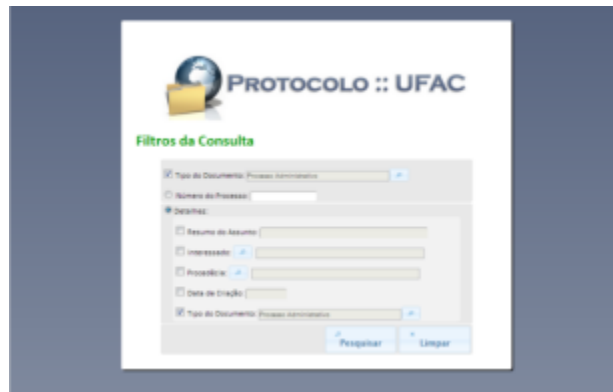 PROTOCOLO :: UFAC
Filtros da Consulta
Tipo do Documento: Processo Administrativo
Número do Processo:
Detalhes:
Resumo do Assunto:
Interessado:
Procedência:
Data de Criação:
Tipo do Documento: Processo Administrativo
Pesquisar Limpar